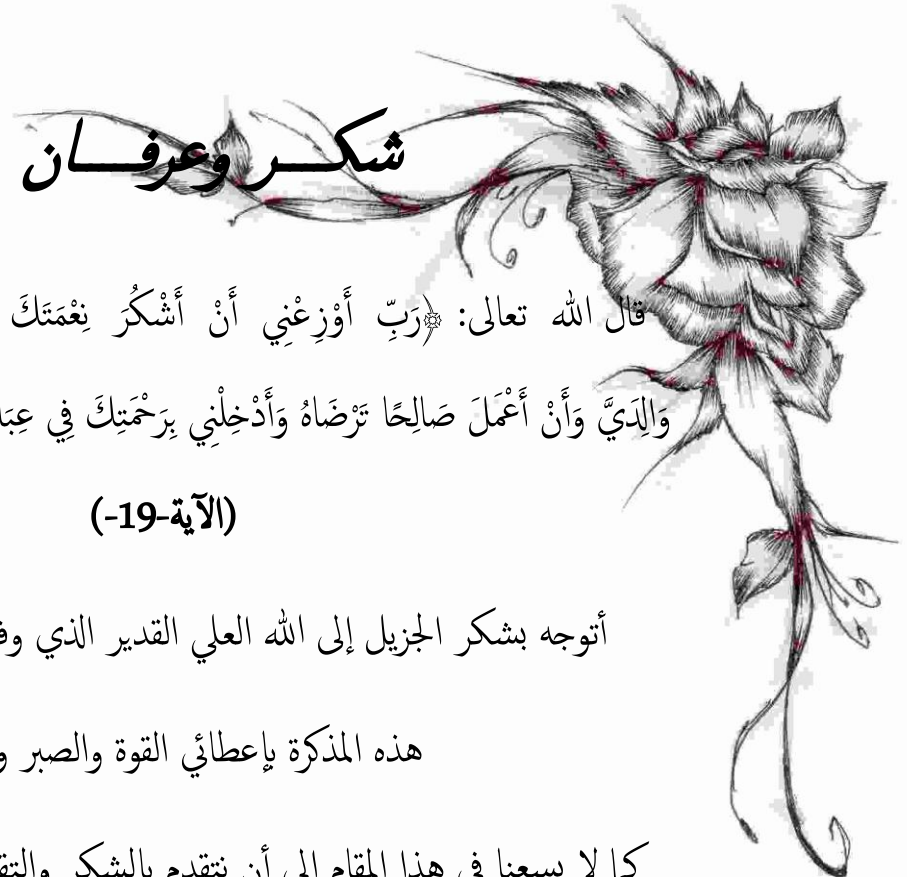 شكـــر وعرفـــان
قال الله تعالى: ﴿رَبِّ أَوْزِعْنِي أَنْ أَشْكُرَ نِعْمَتَكَ
وَالِدَيَّ وَأَنْ أَعْمَلَ صَالِحًا تَرْضَاهُ وَأَدْخِلْنِي بِرَحْمَتِكَ فِي
(الآية-19-)
أتوجه بشكر الجزيل إلى الله العلي القدير الذي
هذه المذكرة بإعطائي القوة والصبر و
كما لا يسعنا في هذا المقام إلى أن نتقدم بالشكر